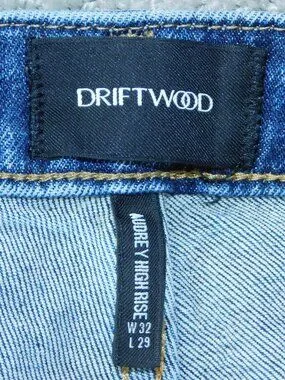 DRIFTWOOD
AUDREY HIGH RISE
W 32
L 29